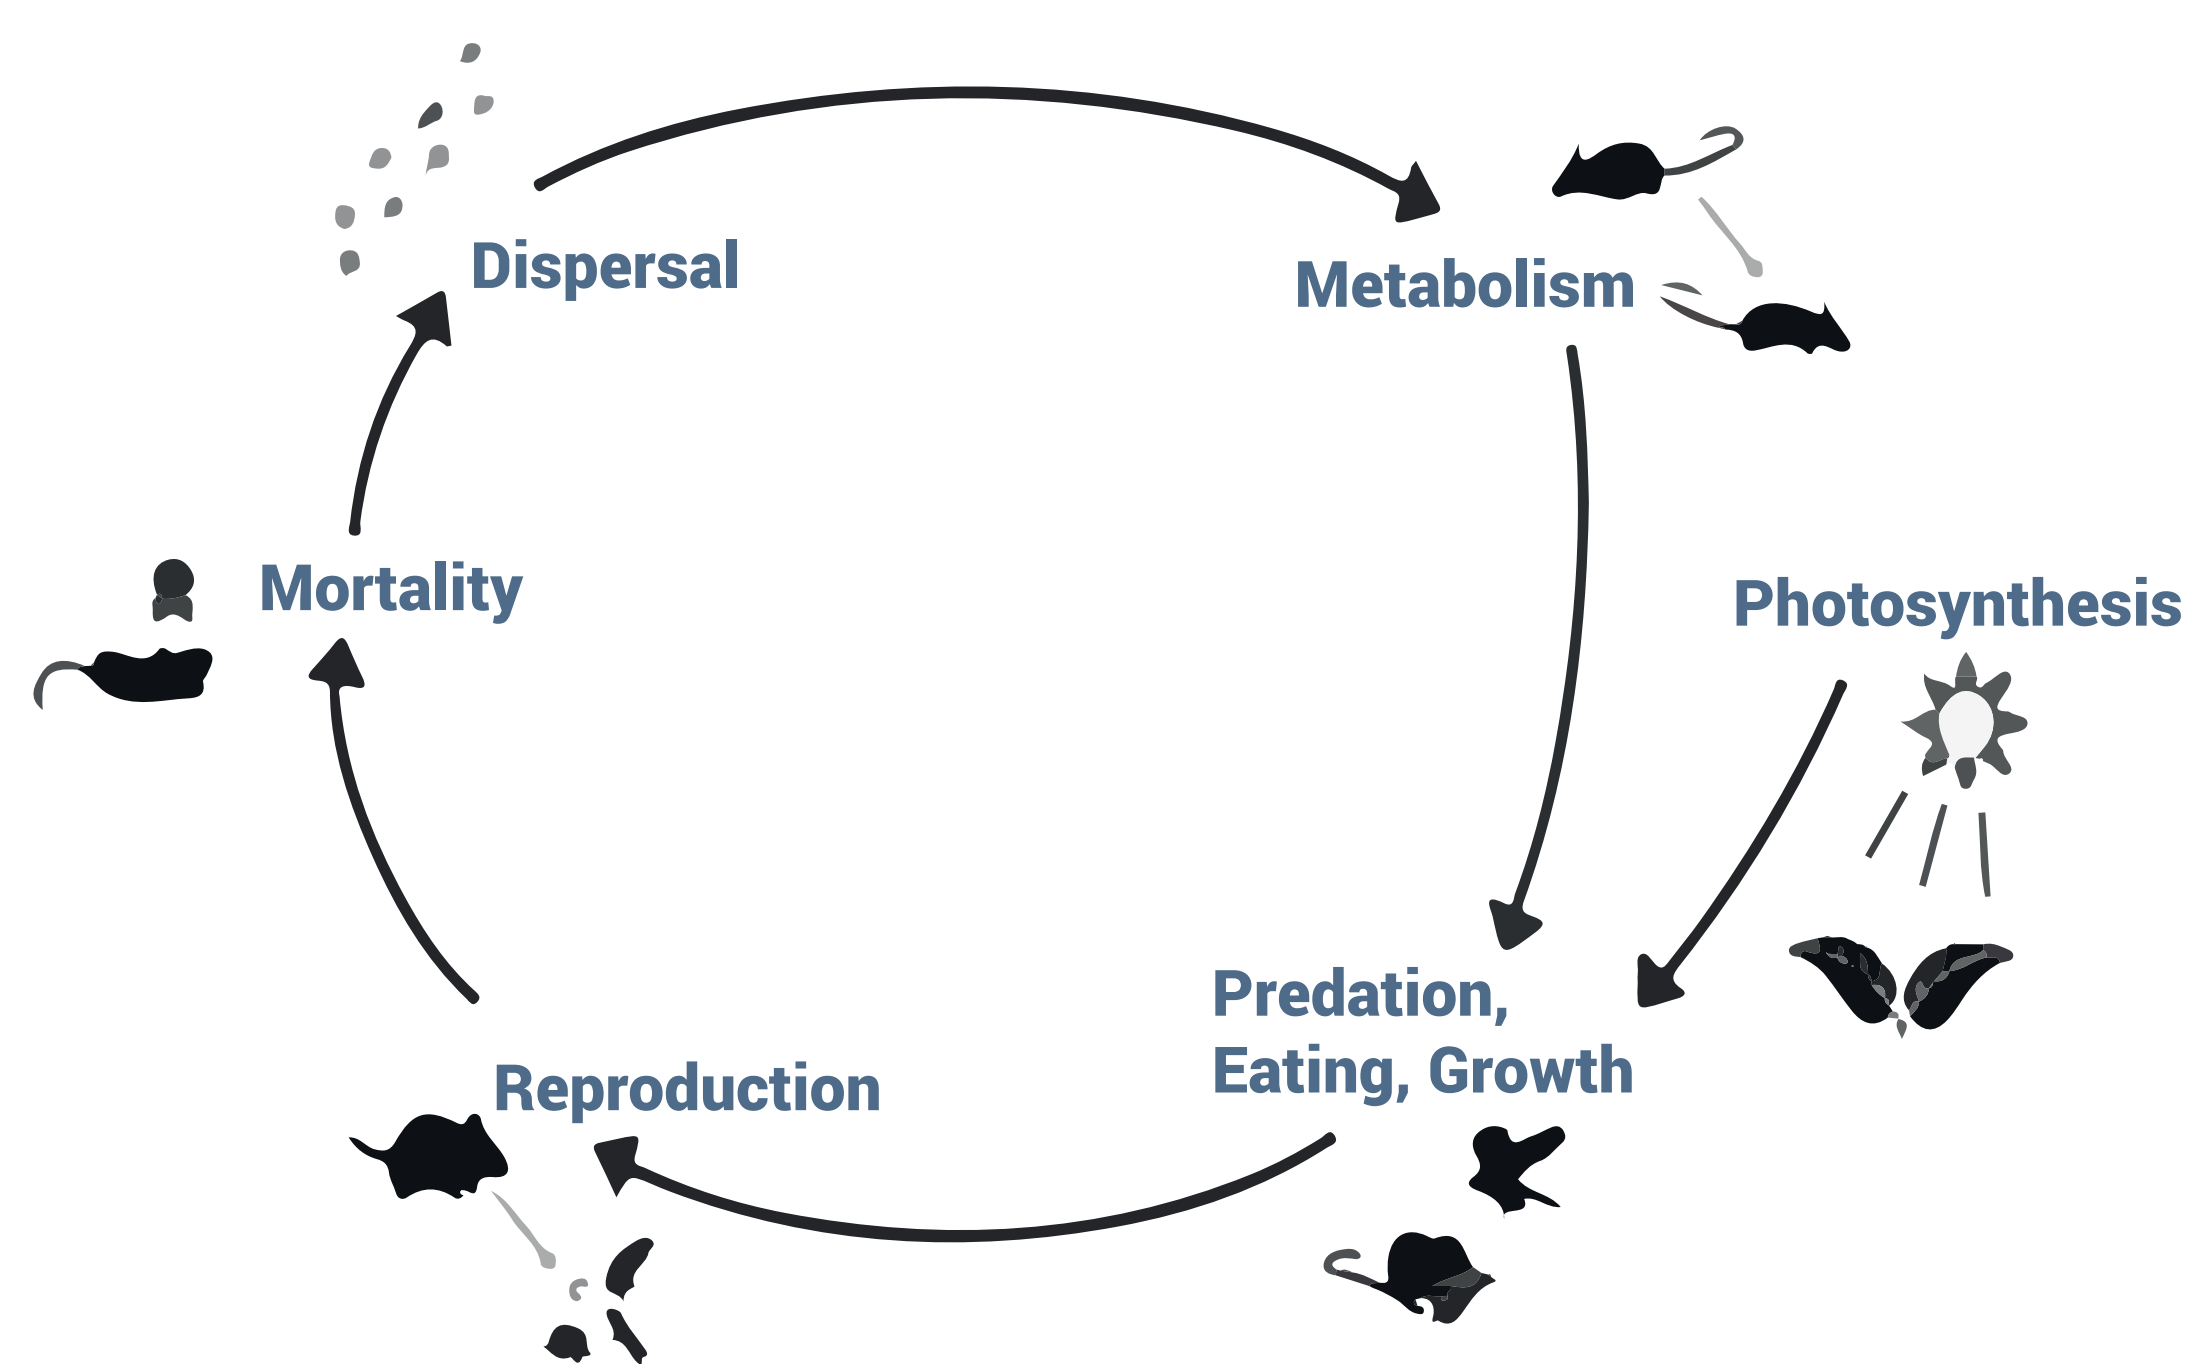 Dispersal
Metabolism
Mortality
Photosynthesis
Predation,
Eating, Growth
Reproduction